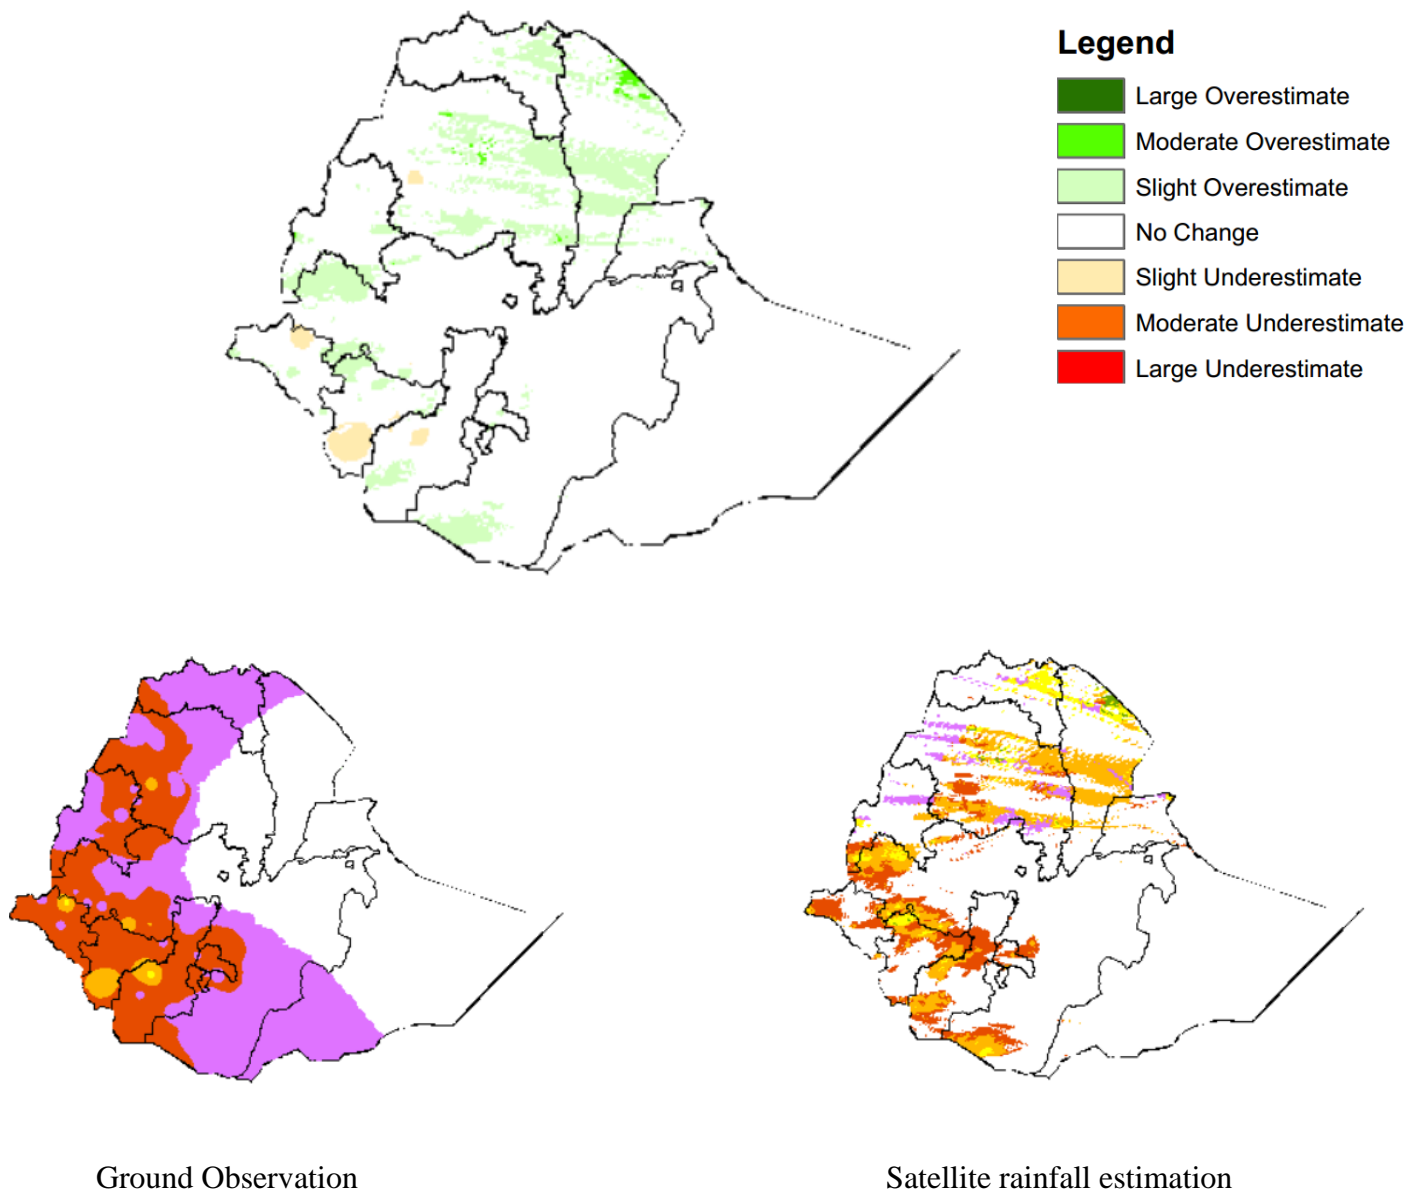 Legend
Large Overestimate
Moderate Overestimate
Slight Overestimate
No Change
Slight Underestimate
Moderate Underestimate
Large Underestimate
Ground Observation
Satellite rainfall estimation